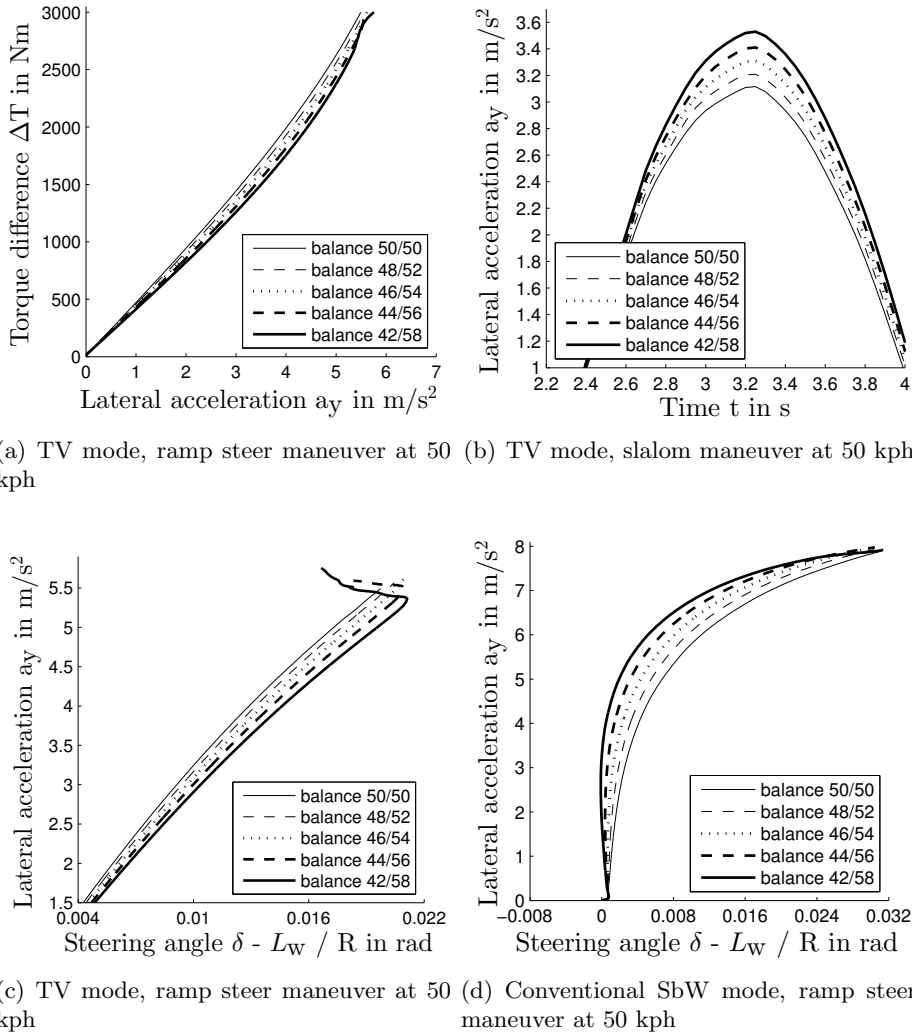 3000
2500
2000
1500
1000
500
0
Torque difference ΔT in Nm
balance 50/50
balance 48/52
balance 46/54
balance 44/56
balance 42/58
0 1 2 3 4 5 6 7
Lateral acceleration ay in m/s²
(a) TV mode, ramp steer maneuver at 50
kph
3.6
3.4
3.2
3
2.8
2.6
2.4
2.2
2
1.8
1.6
1.4
1.2
1
Lateral acceleration ay in m/s²
balance 50/50
balance 48/52
balance 46/54
balance 44/56
balance 42/58
2.2 2.4 2.6 2.8 3 3.2 3.4 3.6 3.8 4
Time t in s
(b) TV mode, slalom maneuver at 50 kph
5.5
5
4.5
4
3.5
3
2.5
2
1.5
Lateral acceleration ay in m/s²
balance 50/50
balance 48/52
balance 46/54
balance 44/56
balance 42/58
0.004 0.01 0.016 0.022
Steering angle δ - LW / R in rad
(c) TV mode, ramp steer maneuver at 50
kph
8
7
6
5
4
3
2
1
0
Lateral acceleration ay in m/s²
balance 50/50
balance 48/52
balance 46/54
balance 44/56
balance 42/58
−0.008 0 0.008 0.016 0.024 0.032
Steering angle δ - LW / R in rad
(d) Conventional SbW mode, ramp steer
maneuver at 50 kph